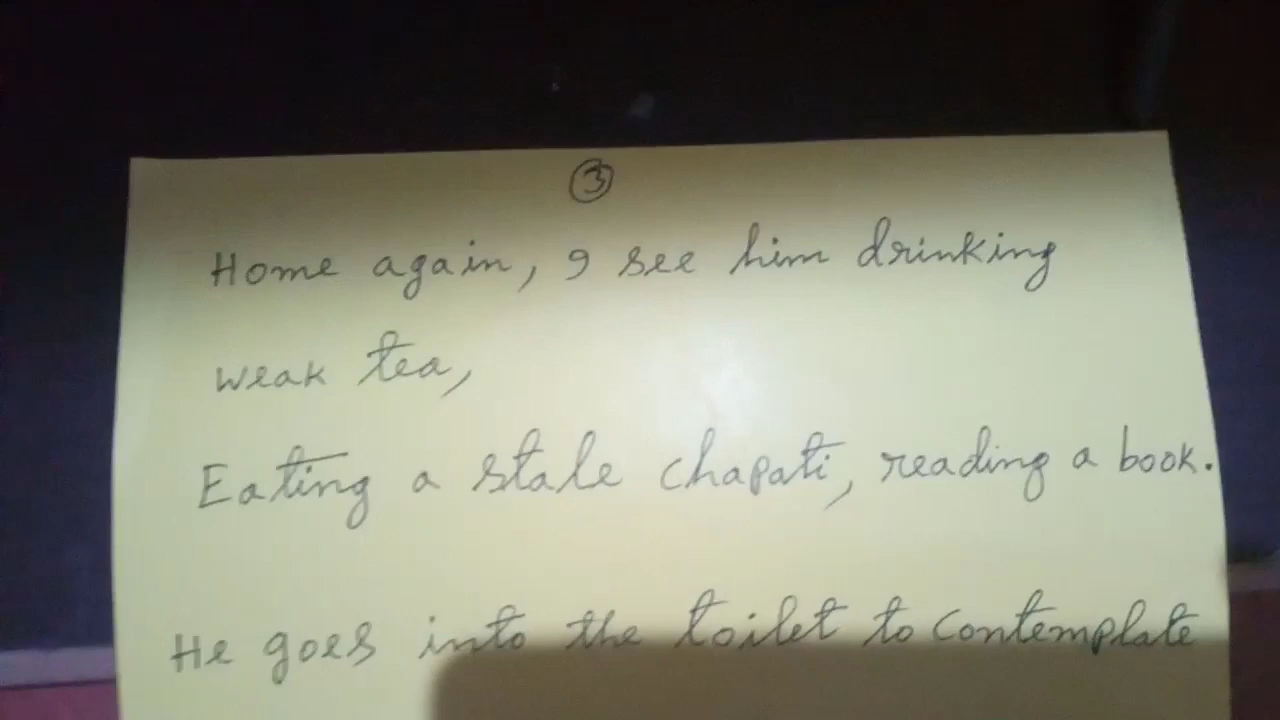 ③
Home again, I see him drinking
weak tea,
Eating a stale chapati, reading a book.
He goes into the toilet to contemplate